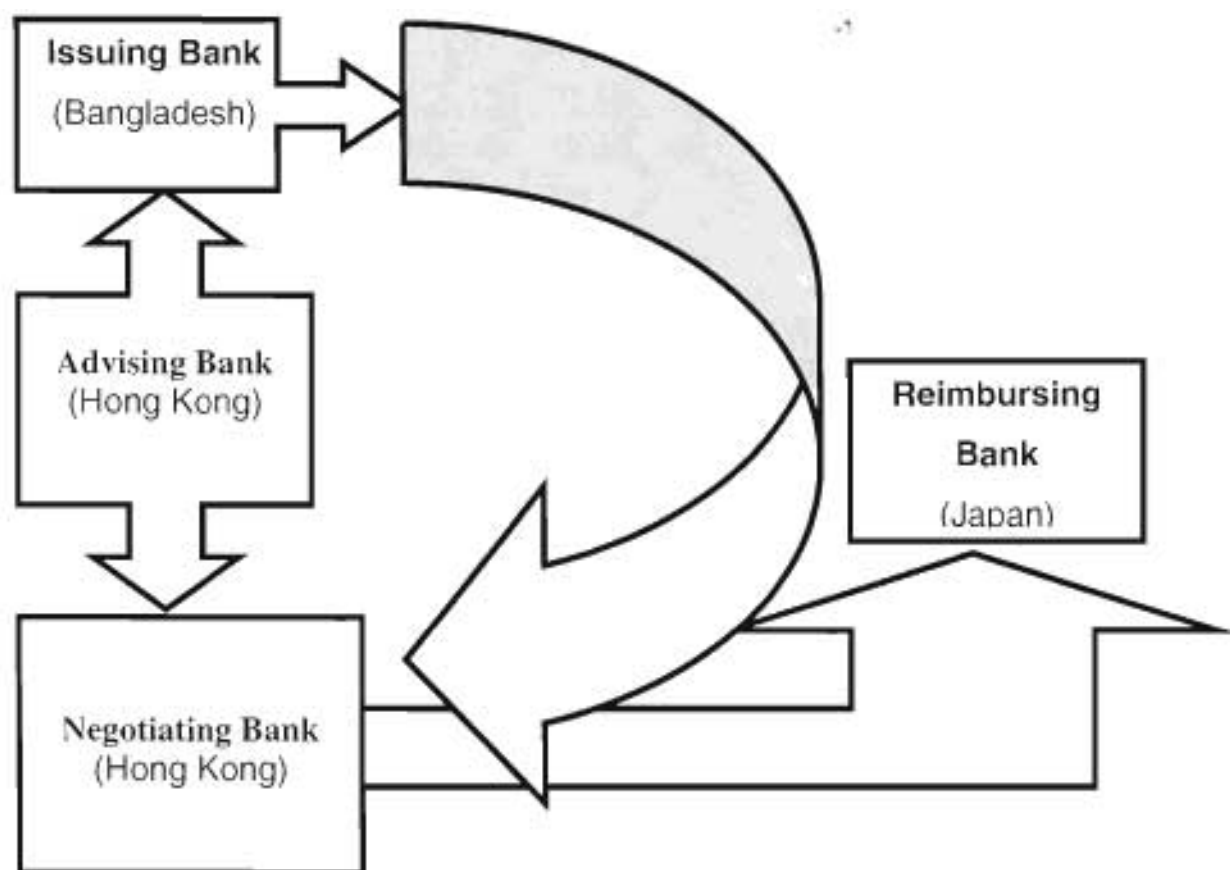 Issuing Bank
(Bangladesh)
Advising Bank
(Hong Kong)
Reimbursing
Bank
(Japan)
Negotiating Bank
(Hong Kong)